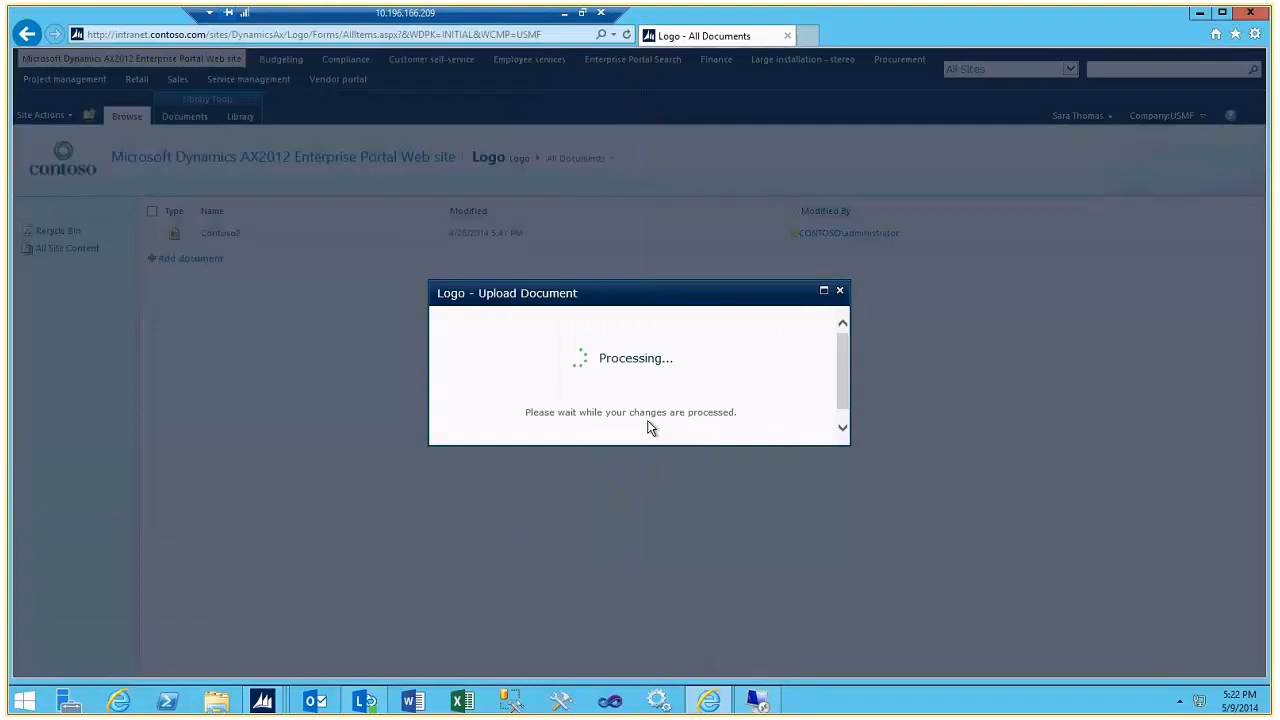 10.196.166.209
http://intranet.contoso.com/sites/DynamicsAx/Logo/Forms/AllItems.aspx?&WDPK=INITIAL&WCMP=USMF
Logo - All Documents
Microsoft Dynamics AX2012 Enterprise Portal Web site Budgeting Compliance Customer self-service Employee services Enterprise Portal Search Finance Large installation - stereo Procurement
All Sites
Project management Retail Sales Service management Vendor portal
Library Tools
Site Actions Browse Documents Library Sara Thomas Company:USMF
contoso
Microsoft Dynamics AX2012 Enterprise Portal Web site Logo Logo All Documents
Type Name Modified Modified By
Recycle Bin
Contoso2 4/28/2014 5:41 PM CONTOSO\administrator
All Site Content
Add document
Logo - Upload Document
Processing...
Please wait while your changes are processed.
5:22 PM
5/9/2014